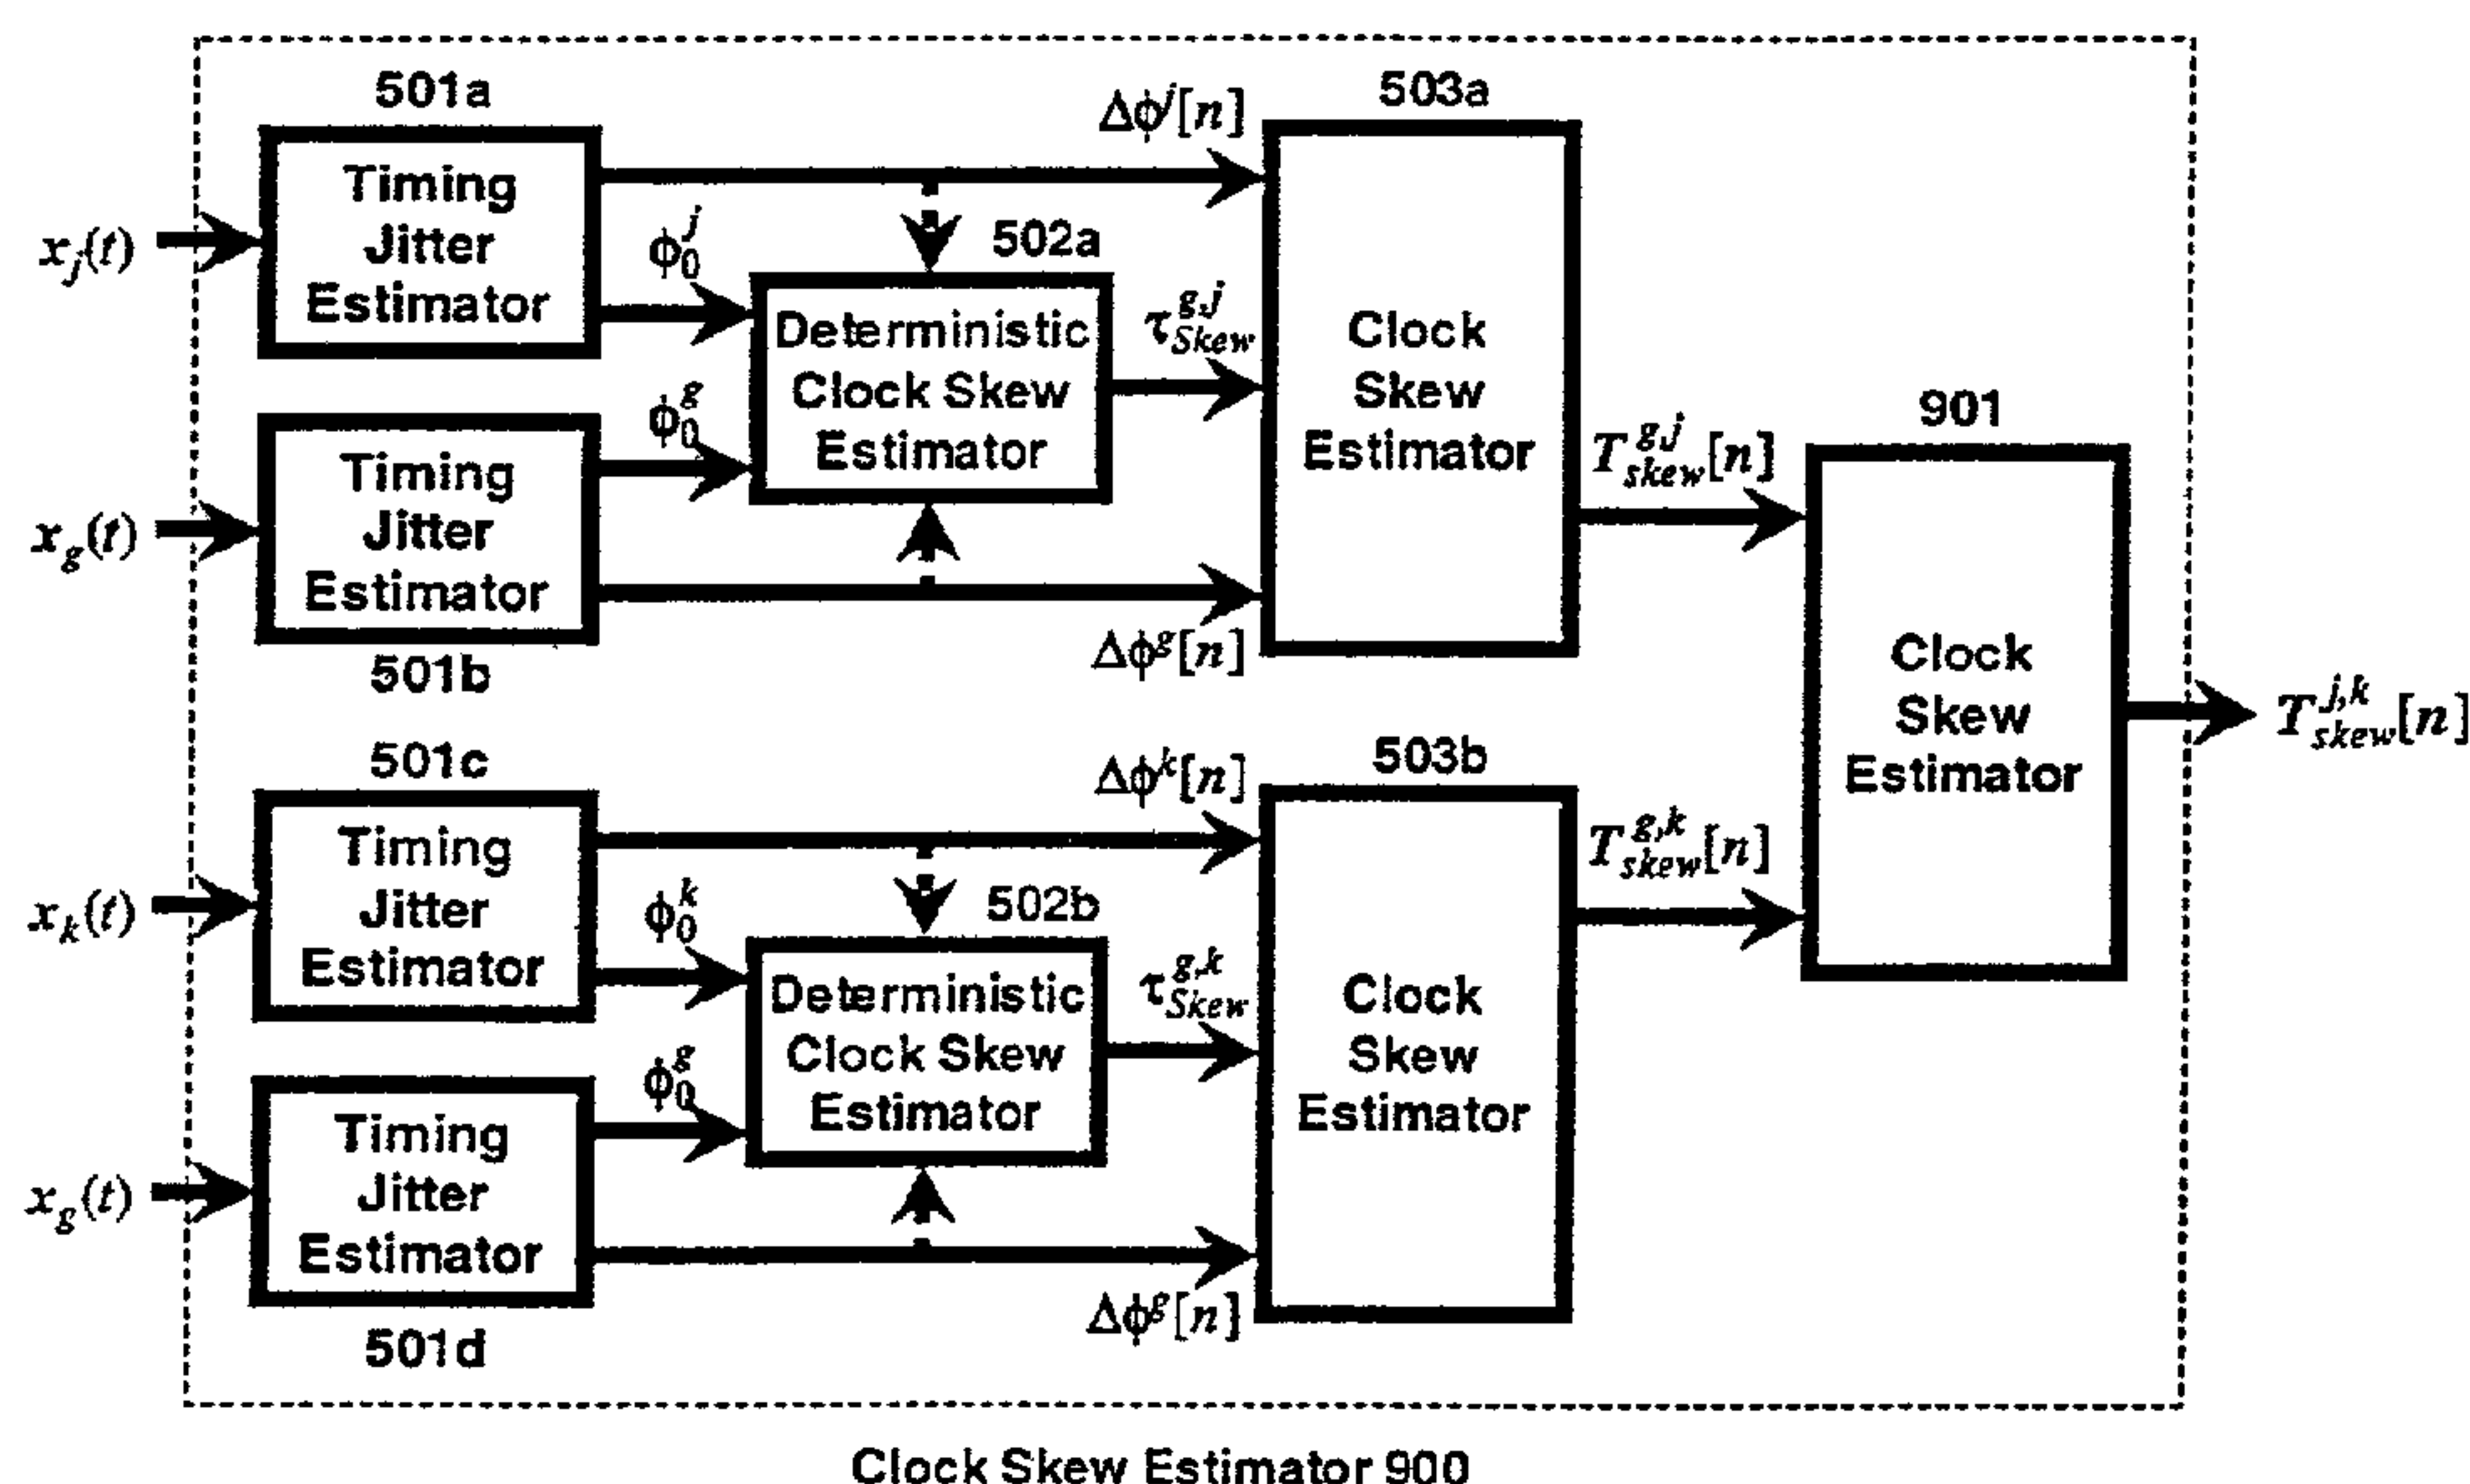 501a
Timing
Jitter
Estimator
x_j(t)
Δϕ^j[n]
ϕ_0^j
502a
Deterministic
Clock Skew
Estimator
τ_Skew^g,j
503a
Clock
Skew
Estimator
ϕ_0^g
Timing
Jitter
Estimator
x_g(t)
501b
Δϕ^g[n]
T_skew^g,j[n]
901
Clock
Skew
Estimator
T_skew^j,k[n]
501c
Timing
Jitter
Estimator
x_k(t)
Δϕ^k[n]
ϕ_0^k
502b
Deterministic
Clock Skew
Estimator
τ_Skew^g,k
503b
Clock
Skew
Estimator
T_skew^g,k[n]
ϕ_0^g
Timing
Jitter
Estimator
x_g(t)
501d
Δϕ^g[n]
Clock Skew Estimator 900